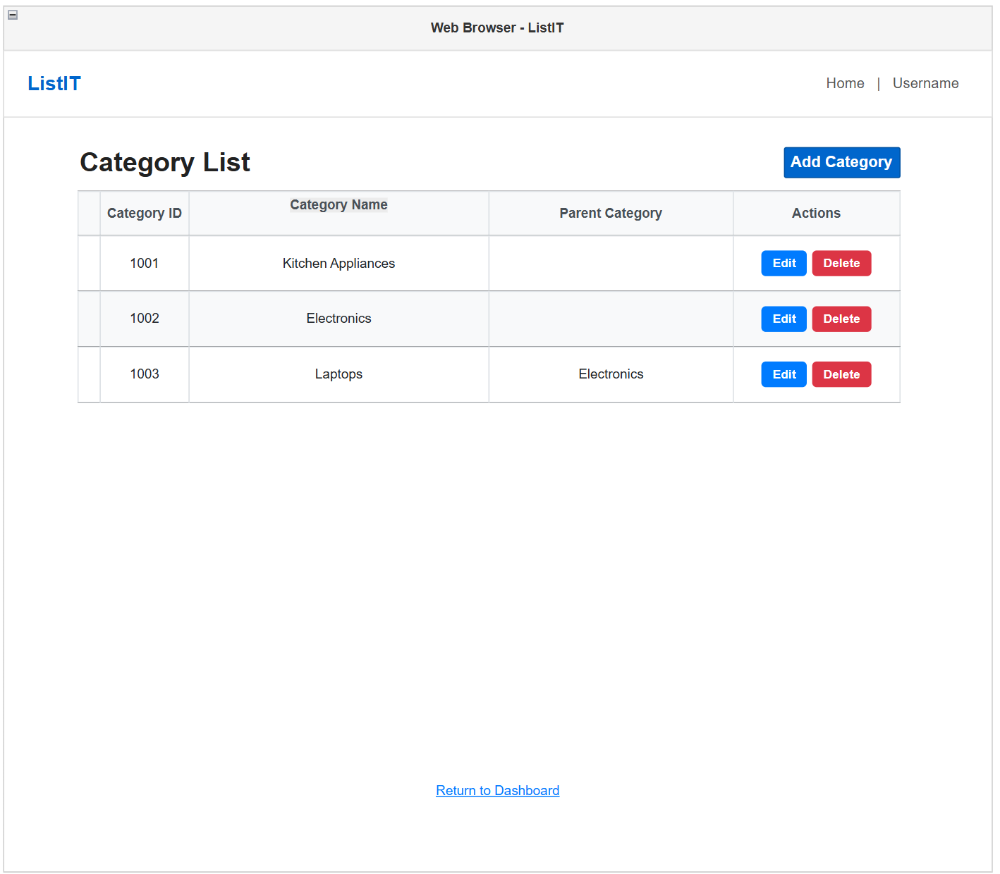 Web Browser - ListIT
ListIT
Home | Username
Category List
Add Category
Category ID Category Name Parent Category Actions
1001 Kitchen Appliances Edit Delete
1002 Electronics Edit Delete
1003 Laptops Electronics Edit Delete
Return to Dashboard